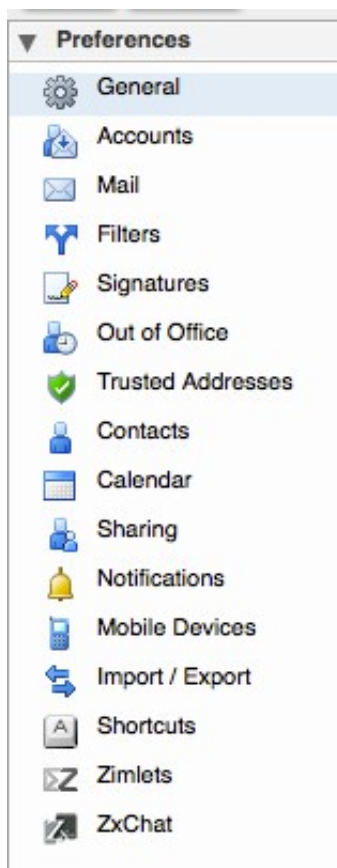 Preferences
General
Accounts
Mail
Filters
Signatures
Out of Office
Trusted Addresses
Contacts
Calendar
Sharing
Notifications
Mobile Devices
Import / Export
A Shortcuts
Zimlets
ZxChat